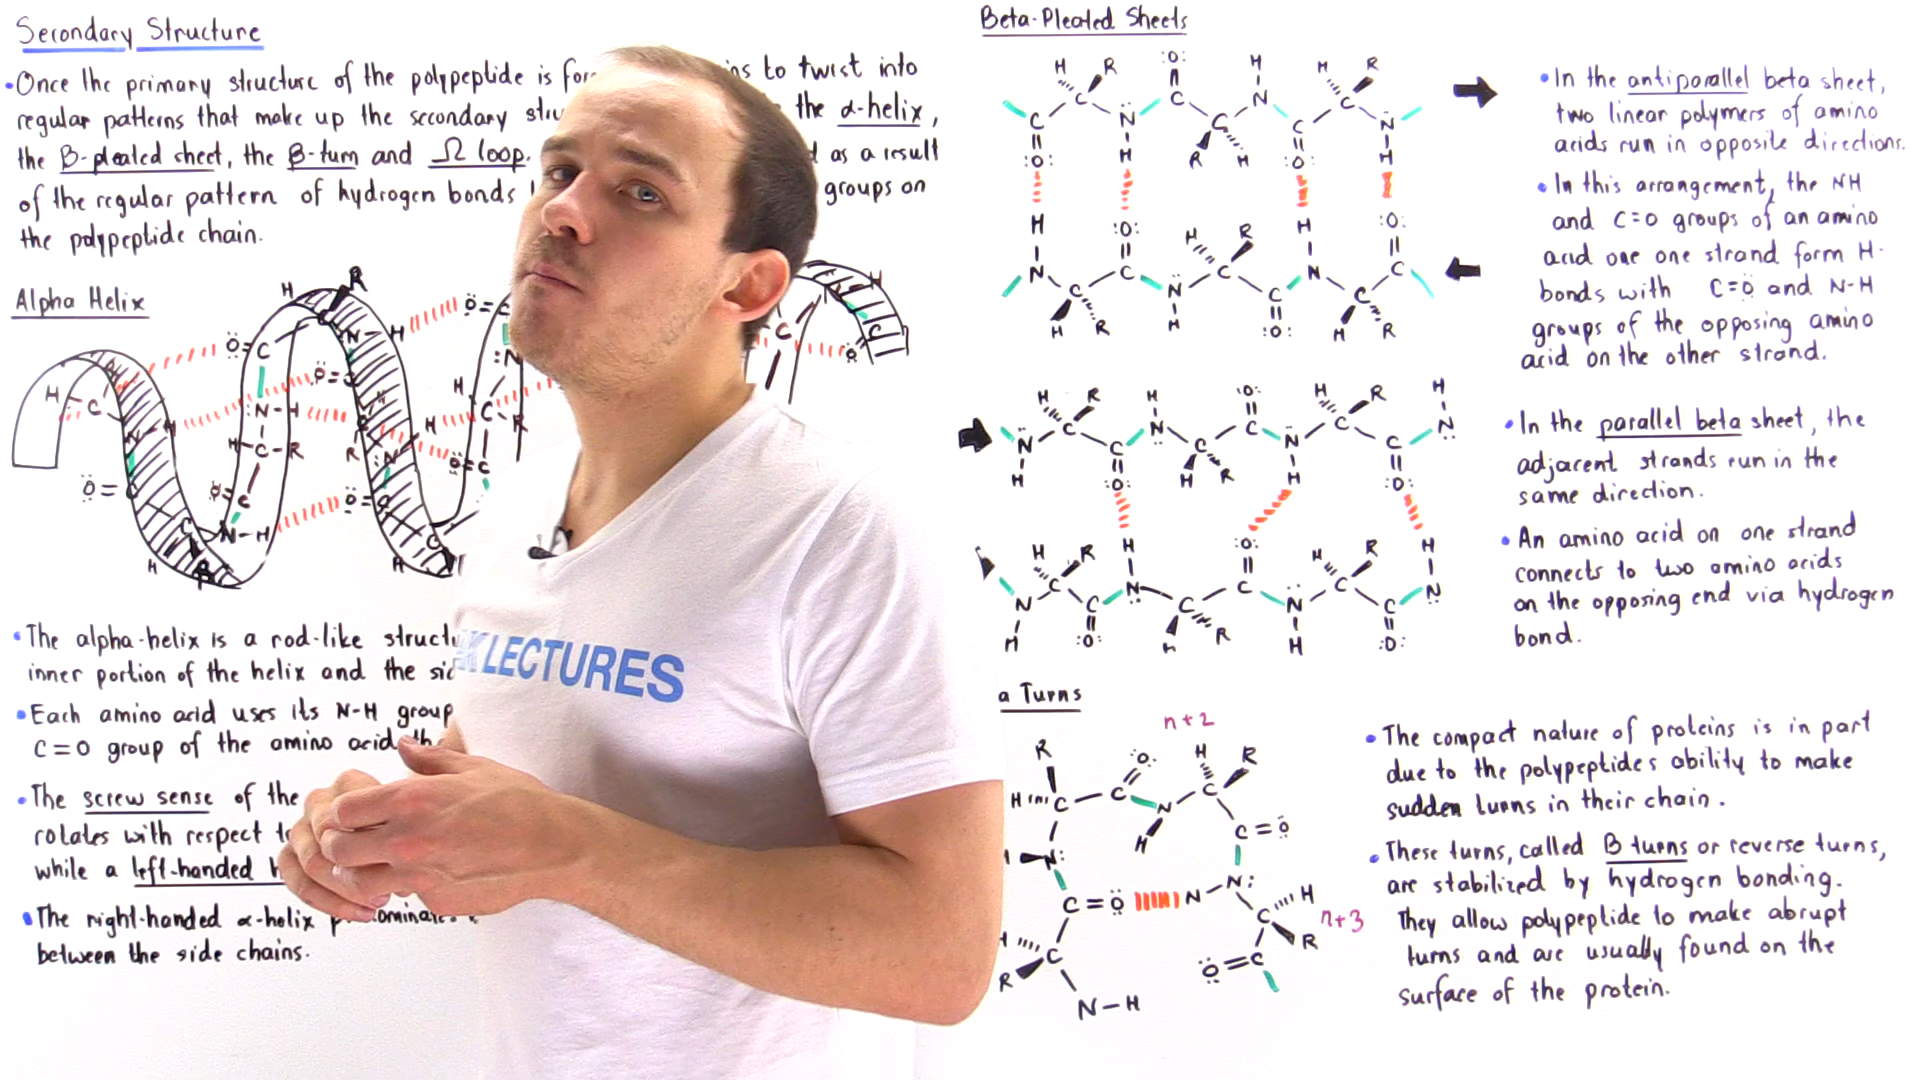 Secondary Structure
•Once the primary structure of the polypeptide is to twist into
regular patterns that make up the secondary the α-helix,
the B-pleated sheet, the β-turn and Ω loop. as a result
of the regular pattern of hydrogen bonds groups on
the polypeptide chain.
Alpha Helix
•The alpha-helix is a rod-like
inner portion of the helix and the
•Each amino acid uses its N-H group
C=O group of the amino acid
•The screw sense of the
rotates with respect
while a left-handed
•The right-handed α-helix
between the side chains.
LECTURES
Beta-Pleated Sheets
•In the antiparallel beta sheet,
two linear polymers of amino
acids run in opposite directions.
•In this arrangement, the NH
and C=O groups of an amino
acid one one strand form H-
bonds with C=O and N-H
groups of the opposing amino
acid on the other strand.
•In the parallel beta sheet, the
adjacent strands run in the
same direction.
•An amino acid on one strand
connects to two amino acids
on the opposing end via hydrogen
bond.
a Turns
n+2
n+3
•The compact nature of proteins is in part
due to the polypeptides ability to make
sudden turns in their chain.
•These turns, called B turns or reverse turns,
are stabilized by hydrogen bonding.
They allow polypeptide to make abrupt
turns and are usually found on the
surface of the protein.